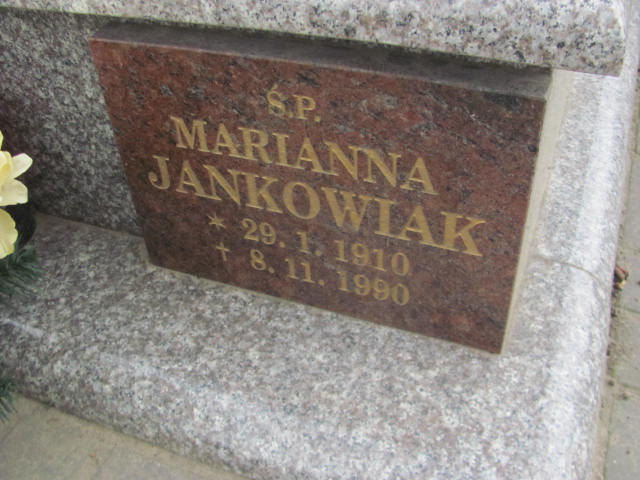 Ś.P.
MARIANNA
JANKOWIAK
* 29. 1. 1910
† 8. 11. 1990